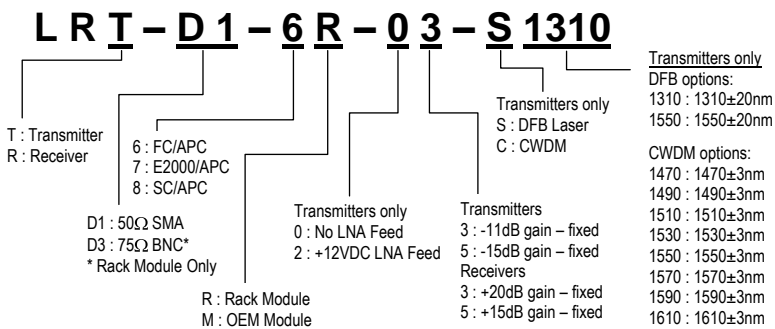 L R T – D 1 – 6 R – 0 3 – S 1310
T : Transmitter
R : Receiver
D1 : 50Ω SMA
D3 : 75Ω BNC*
* Rack Module Only
6 : FC/APC
7 : E2000/APC
8 : SC/APC
R : Rack Module
M : OEM Module
Transmitters only
0 : No LNA Feed
2 : +12VDC LNA Feed
Transmitters
3 : -11dB gain – fixed
5 : -15dB gain – fixed
Receivers
3 : +20dB gain – fixed
5 : +15dB gain – fixed
Transmitters only
S : DFB Laser
C : CWDM
Transmitters only
DFB options:
1310 : 1310±20nm
1550 : 1550±20nm
CWDM options:
1470 : 1470±3nm
1490 : 1490±3nm
1510 : 1510±3nm
1530 : 1530±3nm
1550 : 1550±3nm
1570 : 1570±3nm
1590 : 1590±3nm
1610 : 1610±3nm